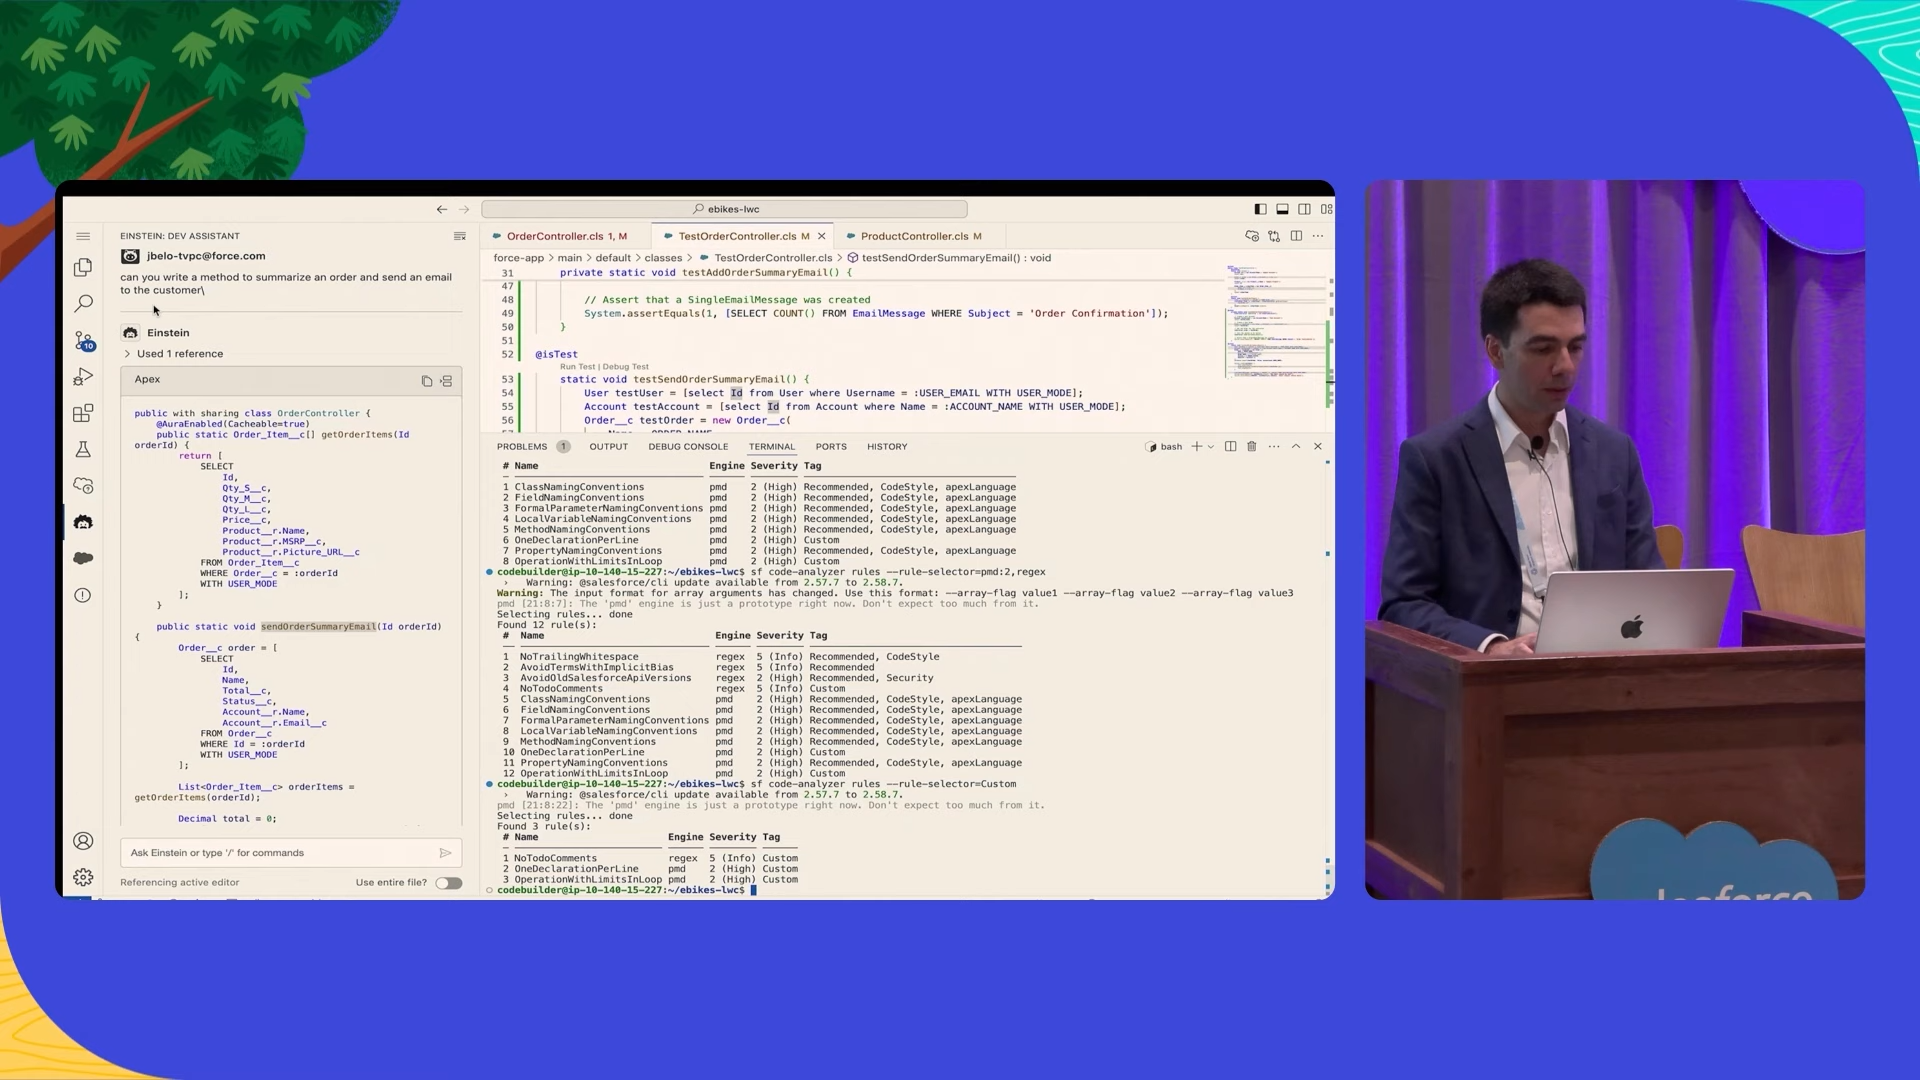 ebikes-lwc
EINSTEIN: DEV ASSISTANT
jbelo-tvpc@force.com
can you write a method to summarize an order and send an email
to the customer\
Einstein
Used 1 reference
Apex
public with sharing class OrderController {
@AuraEnabled(Cacheable=true)
public static Order_Item__c[] getOrderItems(Id
orderId) {
return [
SELECT
Id,
Qty_S__c,
Qty_M__c,
Qty_L__c,
Price__c,
Product__r.Name,
Product__r.MSRP__c,
Product__r.Picture_URL__c
FROM Order_Item__c
WHERE Order__c = :orderId
WITH USER_MODE
];
}
public static void sendOrderSummaryEmail(Id orderId)
{
Order__c order = [
SELECT
Id,
Name,
Total__c,
Status__c,
Account__r.Name,
Account__r.Email__c
FROM Order__c
WHERE Id = :orderId
WITH USER_MODE
];
List<Order_Item__c> orderItems =
getOrderItems(orderId);
Decimal total = 0;
Ask Einstein or type '/' for commands
Referencing active editor Use entire file?
10
OrderController.cls 1, M TestOrderController.cls M ProductController.cls M
force-app > main > default > classes > TestOrderController.cls > testSendOrderSummaryEmail() : void
31 private static void testAddOrderSummaryEmail() {
47
48 // Assert that a SingleEmailMessage was created
49 System.assertEquals(1, [SELECT COUNT() FROM EmailMessage WHERE Subject = 'Order Confirmation']);
50 }
51
52 @isTest
Run Test | Debug Test
53 static void testSendOrderSummaryEmail() {
54 User testUser = [select Id from User where Username = :USER_EMAIL WITH USER_MODE];
55 Account testAccount = [select Id from Account where Name = :ACCOUNT_NAME WITH USER_MODE];
56 Order__c testOrder = new Order__c(
PROBLEMS 1 OUTPUT DEBUG CONSOLE TERMINAL PORTS HISTORY bash
# Name Engine Severity Tag
1 ClassNamingConventions pmd 2 (High) Recommended, CodeStyle, apexLanguage
2 FieldNamingConventions pmd 2 (High) Recommended, CodeStyle, apexLanguage
3 FormalParameterNamingConventions pmd 2 (High) Recommended, CodeStyle, apexLanguage
4 LocalVariableNamingConventions pmd 2 (High) Recommended, CodeStyle, apexLanguage
5 MethodNamingConventions pmd 2 (High) Recommended, CodeStyle, apexLanguage
6 OneDeclarationPerLine pmd 2 (High) Custom
7 PropertyNamingConventions pmd 2 (High) Recommended, CodeStyle, apexLanguage
8 OperationWithLimitsInLoop pmd 2 (High) Custom
codebuilder@ip-10-140-15-227:~/ebikes-lwc$ sf code-analyzer rules --rule-selector=pmd:2,regex
› Warning: @salesforce/cli update available from 2.57.7 to 2.58.7.
Warning: The input format for array arguments has changed. Use this format: --array-flag value1 --array-flag value2 --array-flag value3
pmd [21:8:7]: The 'pmd' engine is just a prototype right now. Don't expect too much from it.
Selecting rules... done
Found 12 rule(s):
# Name Engine Severity Tag
1 NoTrailingWhitespace regex 5 (Info) Recommended, CodeStyle
2 AvoidTermsWithImplicitBias regex 5 (Info) Recommended
3 AvoidOldSalesforceApiVersions regex 2 (High) Recommended, Security
4 NoTodoComments regex 5 (Info) Custom
5 ClassNamingConventions pmd 2 (High) Recommended, CodeStyle, apexLanguage
6 FieldNamingConventions pmd 2 (High) Recommended, CodeStyle, apexLanguage
7 FormalParameterNamingConventions pmd 2 (High) Recommended, CodeStyle, apexLanguage
8 LocalVariableNamingConventions pmd 2 (High) Recommended, CodeStyle, apexLanguage
9 MethodNamingConventions pmd 2 (High) Recommended, CodeStyle, apexLanguage
10 OneDeclarationPerLine pmd 2 (High) Custom
11 PropertyNamingConventions pmd 2 (High) Recommended, CodeStyle, apexLanguage
12 OperationWithLimitsInLoop pmd 2 (High) Custom
codebuilder@ip-10-140-15-227:~/ebikes-lwc$ sf code-analyzer rules --rule-selector=Custom
› Warning: @salesforce/cli update available from 2.57.7 to 2.58.7.
pmd [21:8:22]: The 'pmd' engine is just a prototype right now. Don't expect too much from it.
Selecting rules... done
Found 3 rule(s):
# Name Engine Severity Tag
1 NoTodoComments regex 5 (Info) Custom
2 OneDeclarationPerLine pmd 2 (High) Custom
3 OperationWithLimitsInLoop pmd 2 (High) Custom
codebuilder@ip-10-140-15-227:~/ebikes-lwc$